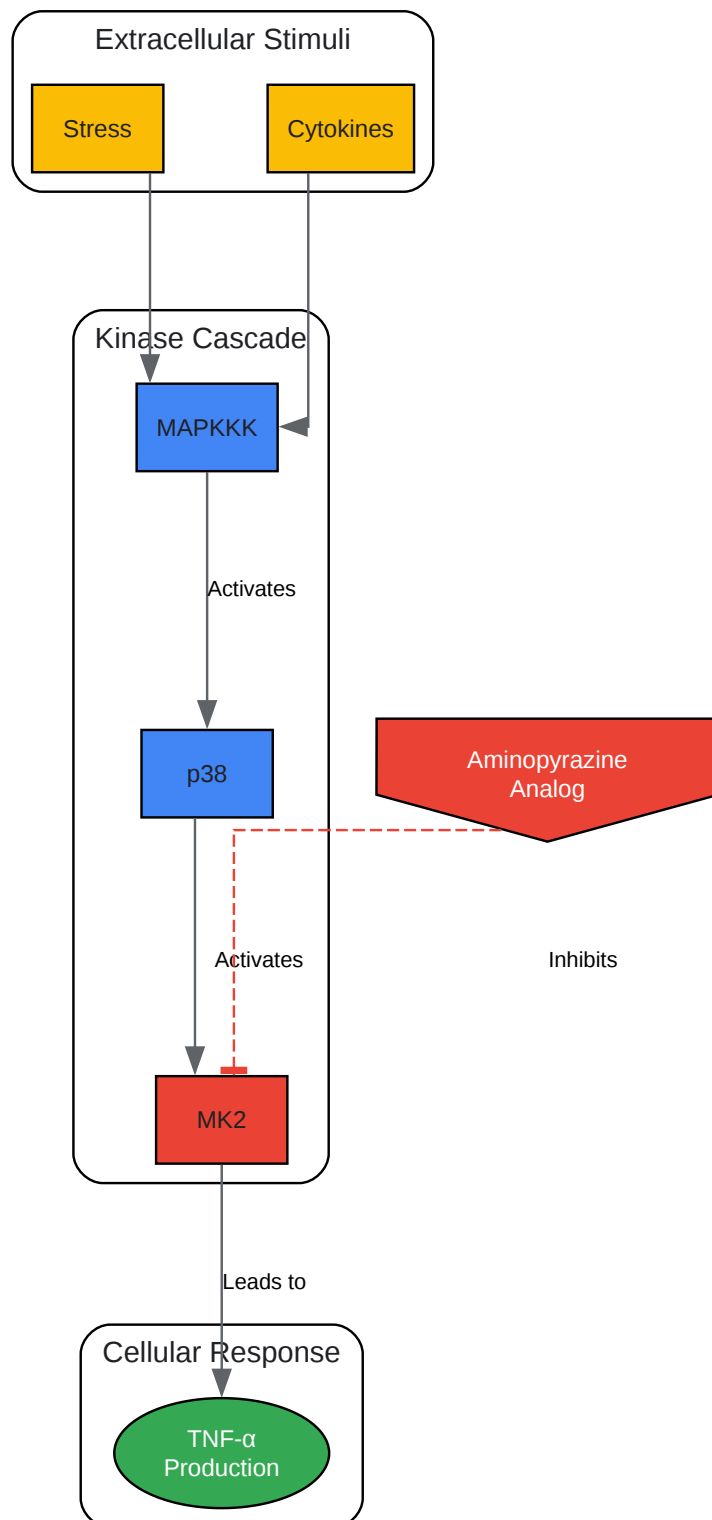 Extracellular Stimuli
Stress
Cytokines
Kinase Cascade
MAPKKK
Activates
p38
Aminopyrazine
Analog
Activates
Inhibits
MK2
Leads to
Cellular Response
TNF-α
Production